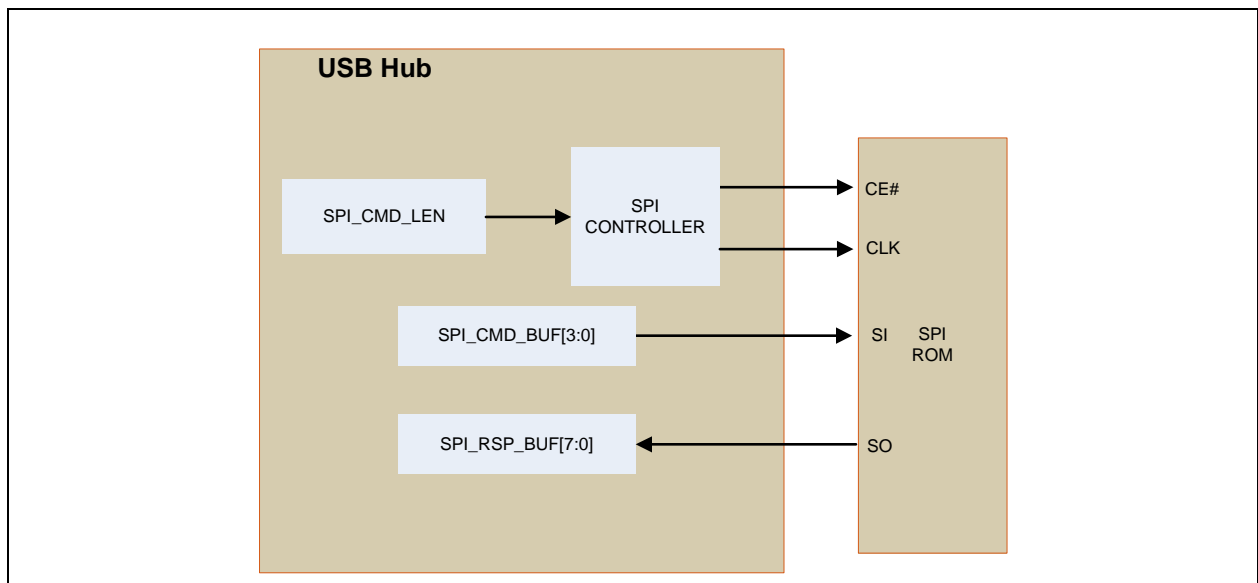 USB Hub
SPI_CMD_LEN
SPI
CONTROLLER
CE#
CLK
SPI_CMD_BUF[3:0]
SI
SPI
ROM
SPI_RSP_BUF[7:0]
SO